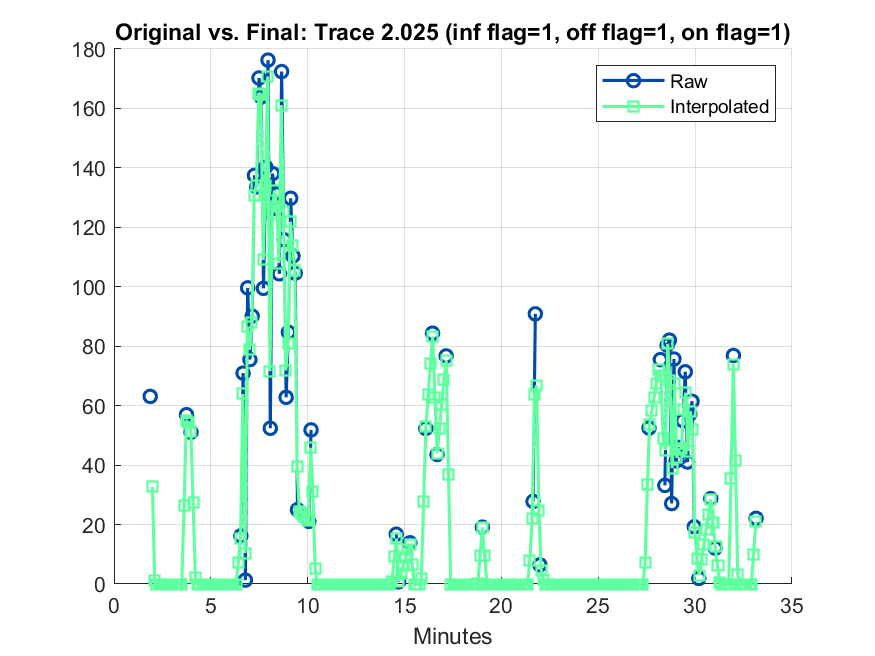 Original vs. Final: Trace 2.025 (inf flag=1, off flag=1, on flag=1)
180
160
140
120
100
80
60
40
20
0
Raw
Interpolated
0 5 10 15 20 25 30 35
Minutes